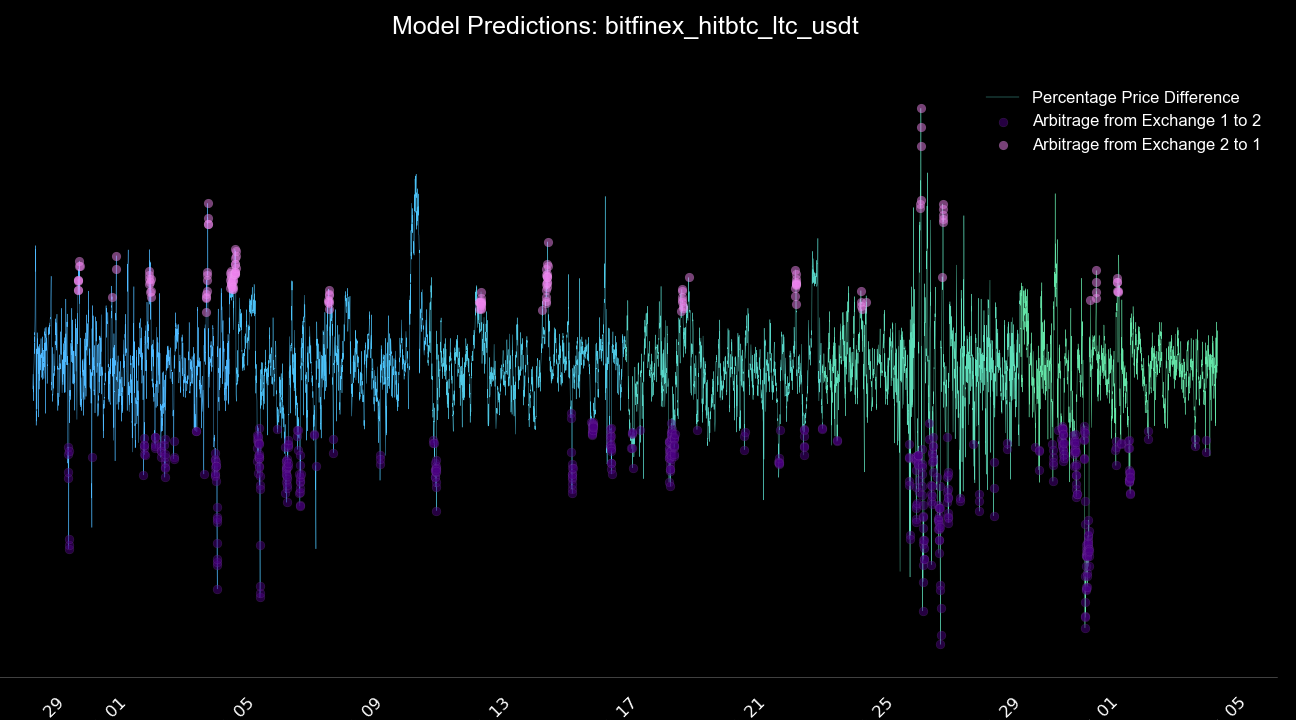 Model Predictions: bitfinex_hitbtc_ltc_usdt
Percentage Price Difference
Arbitrage from Exchange 1 to 2
Arbitrage from Exchange 2 to 1
29 01 05 09 13 17 21 25 29 01 05